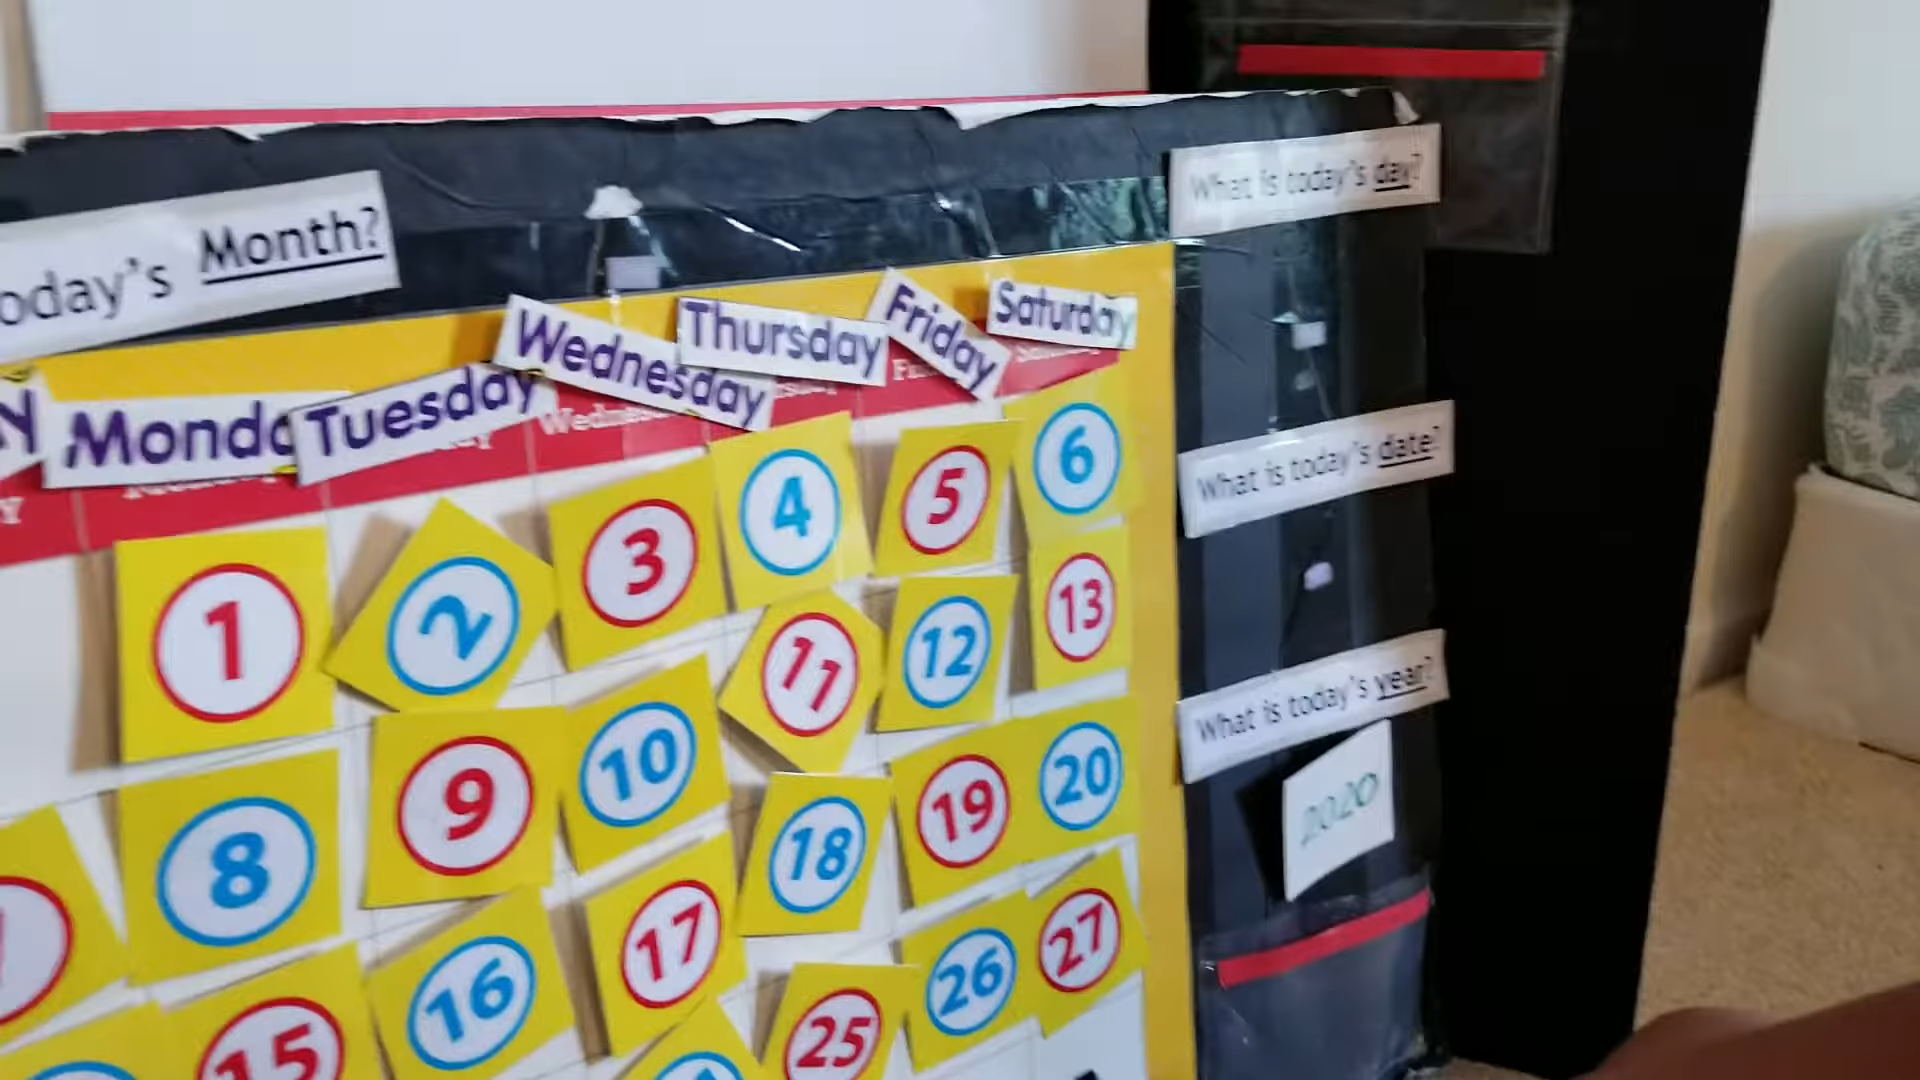 What is today's day?
oday's Month?
y Monda Tuesday Wednesday Thursday Friday Saturday
1 2 3 4 5 6
8 9 10 11 12 13
15 16 17 18 19 20
25 26 27
What is today's date?
What is today's year?
2020